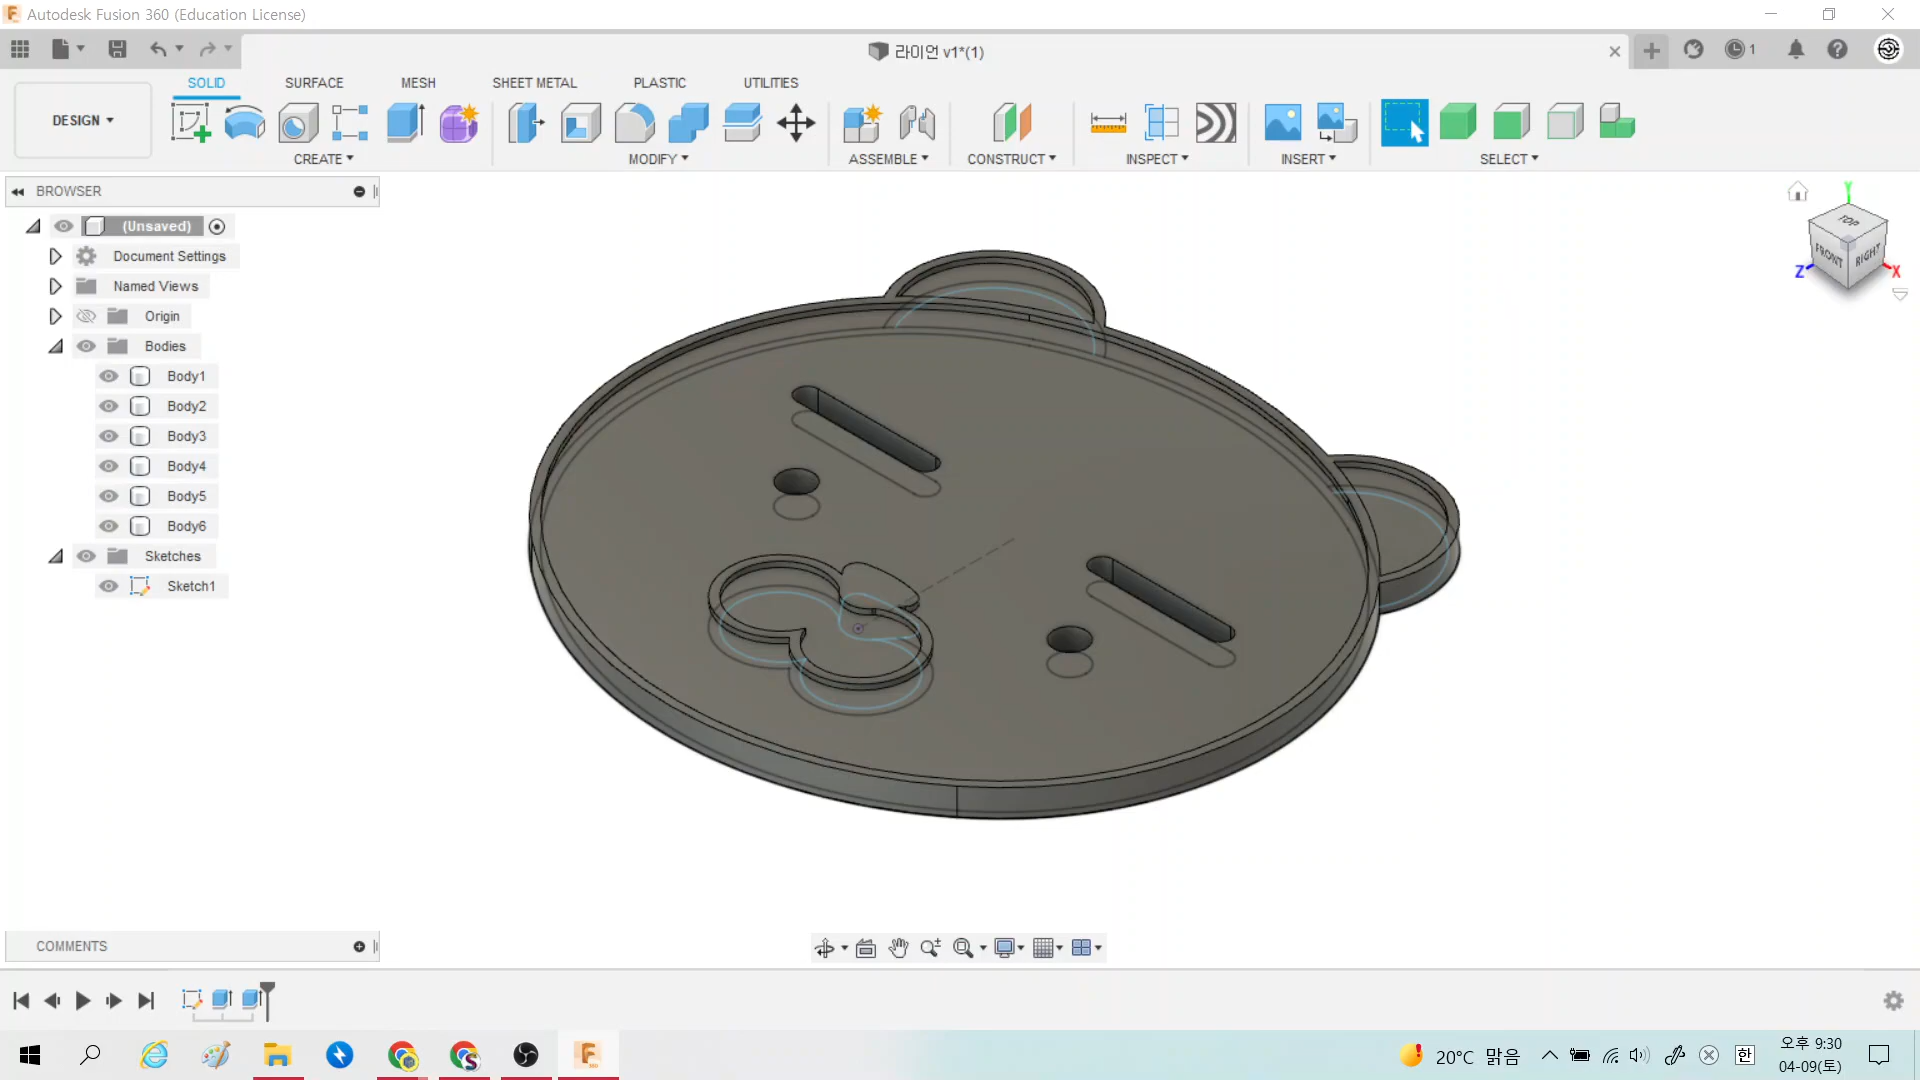 Autodesk Fusion 360 (Education License)
라이언 v1*(1)
1
DESIGN
SOLID
SURFACE
MESH
SHEET METAL
PLASTIC
UTILITIES
CREATE
MODIFY
ASSEMBLE
CONSTRUCT
INSPECT
INSERT
SELECT
BROWSER
(Unsaved)
Document Settings
Named Views
Origin
Bodies
Body1
Body2
Body3
Body4
Body5
Body6
Sketches
Sketch1
Y
TOP
FRONT
RIGHT
Z
X
COMMENTS
20°C 맑음
한
오후 9:30
04-09(토)